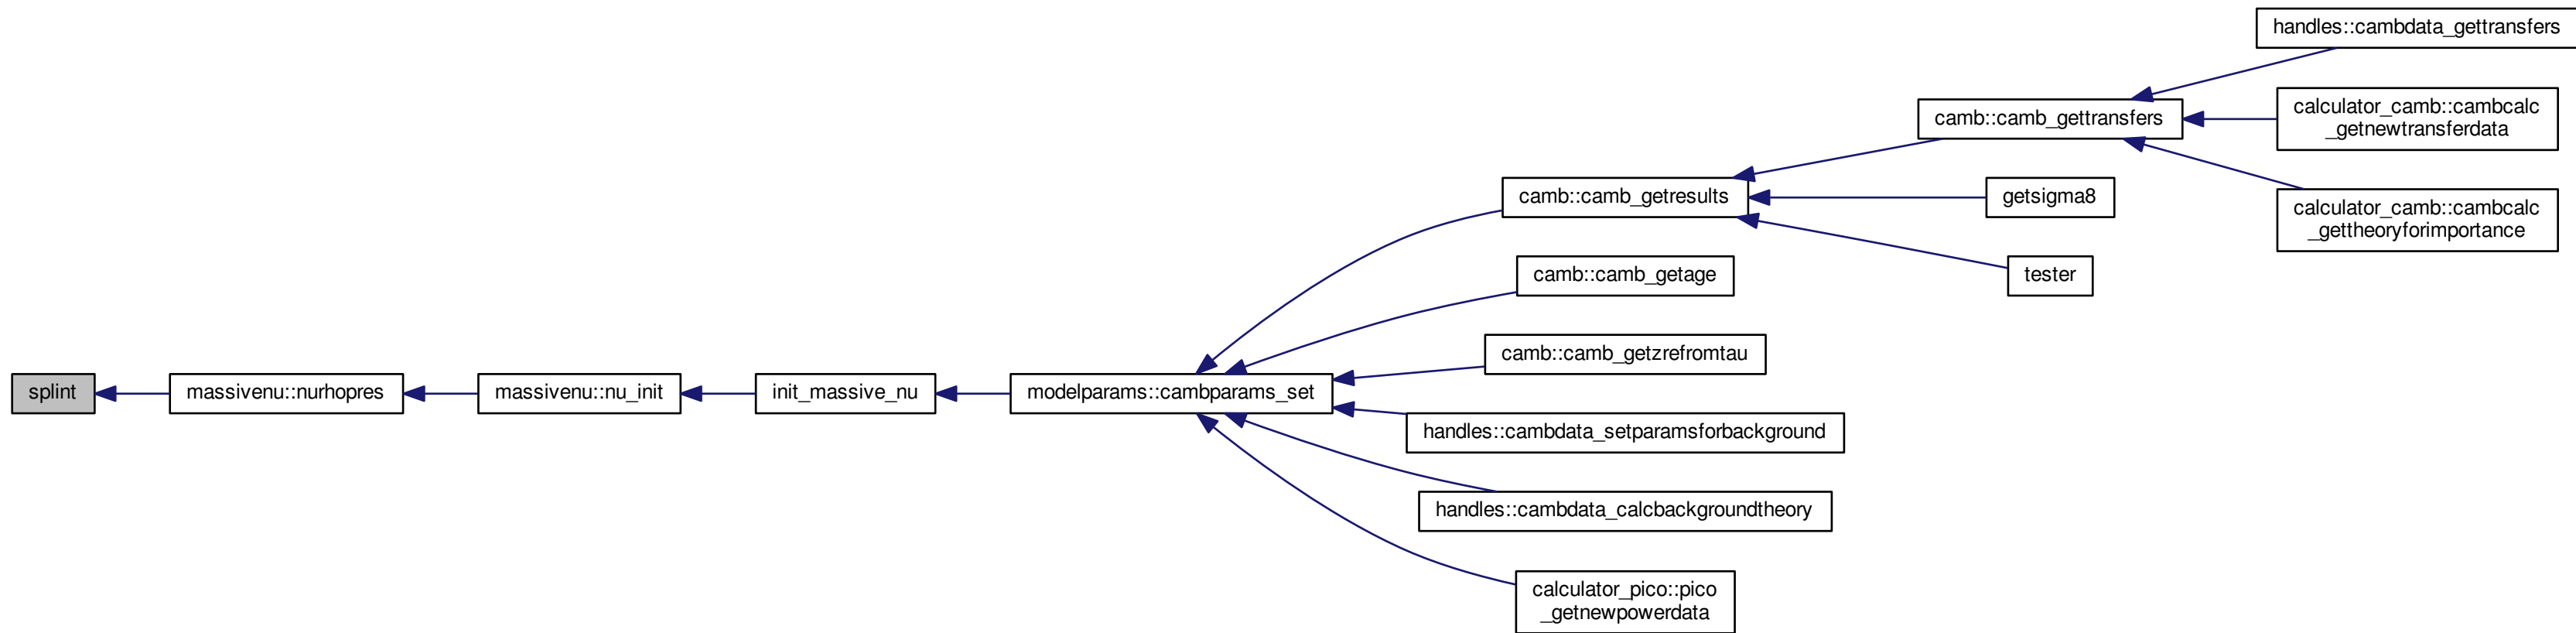 handles::cambdata_gettransfers
calculator_camb::cambcalc
_getnewtransferdata
camb::camb_gettransfers
camb::camb_getresults
getsigma8
calculator_camb::cambcalc
_gettheoryforimportance
camb::camb_getage
tester
camb::camb_getzrefromtau
splint
massivenu::nurhopres
massivenu::nu_init
init_massive_nu
modelparams::cambparams_set
handles::cambdata_setparamsforbackground
handles::cambdata_calcbackgroundtheory
calculator_pico::pico
_getnewpowerdata